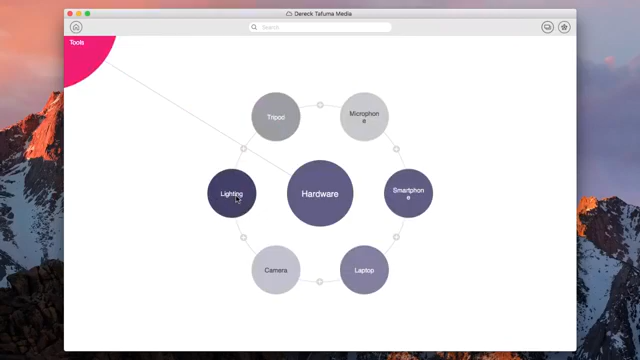 Dereck Tafuma Media
Search
Tools
Tripod
Microphon
e
Lighting
Hardware
Smartphon
e
Camera
Laptop